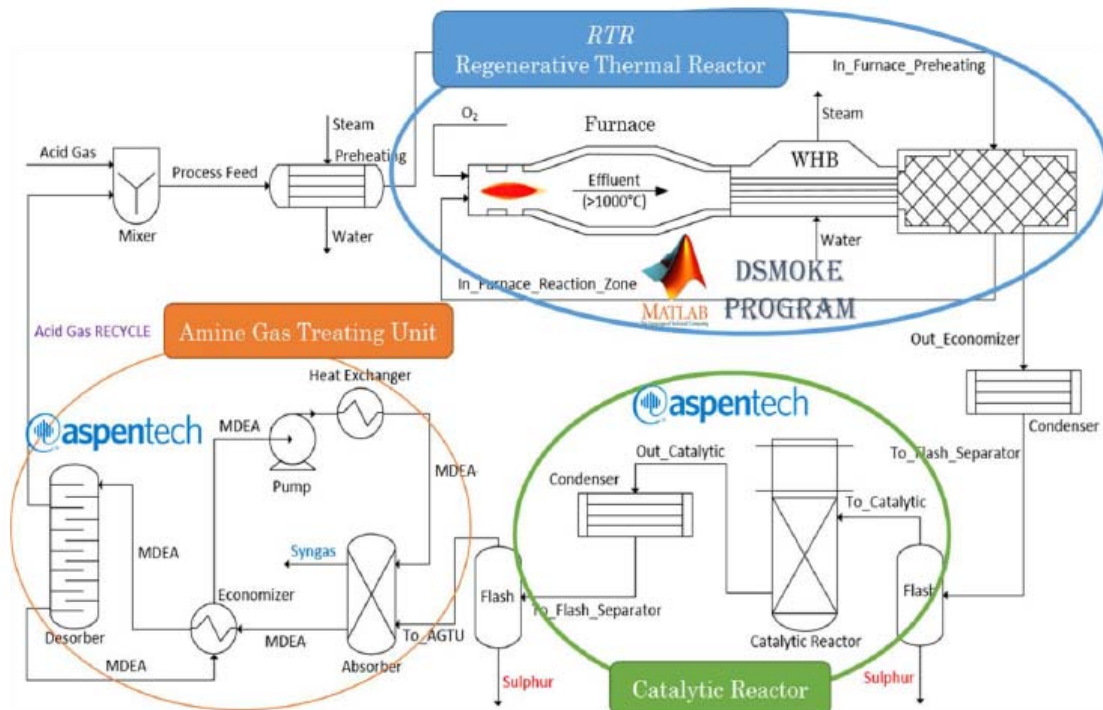 RTR
Regenerative Thermal Reactor
In_Furnace_Preheating
O₂
Furnace
Steam
Steam
Acid Gas
Preheating
WHB
Process Feed
Effluent
(>1000°C)
Mixer
Water
Water
In_Furnace_Reaction_Zone
MATLAB
DSMOKE
PROGRAM
Acid Gas RECYCLE
Amine Gas Treating Unit
Out_Economizer
Heat Exchanger
aspentech
aspentech
Condenser
MDEA
Pump
MDEA
Out_Catalytic
To_Flash_Separator
Condenser
To_Catalytic
MDEA
Syngas
Economizer
Flash
Flash
To_Flash_Separator
Desorber
MDEA
To_AGTU
Catalytic Reactor
MDEA
Absorber
Sulphur
Catalytic Reactor
Sulphur